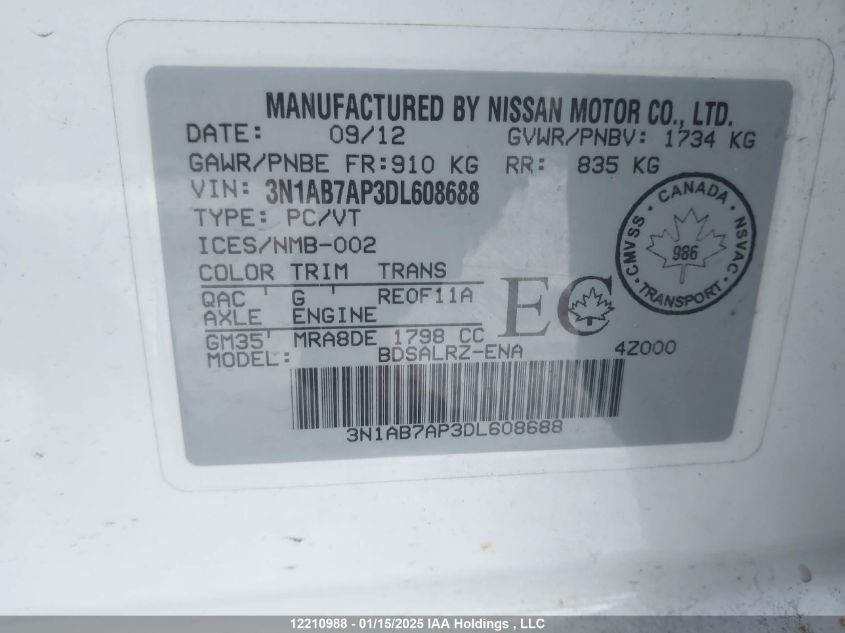 MANUFACTURED BY NISSAN MOTOR CO., LTD.
DATE: 09/12 GVWR/PNBV: 1734 KG
GAWR/PNBE FR:910 KG RR: 835 KG
VIN: 3N1AB7AP3DL608688
TYPE: PC/VT
ICES/NMB-002
COLOR TRIM TRANS
QAC G RE0F11A
AXLE ENGINE
GM35 MRA8DE 1798 CC
MODEL: BDSALRZ-ENA 4Z000
EC
CANADA
CMVSS 986 NSVAC
TRANSPORT
3N1AB7AP3DL608688
12210988 - 01/15/2025 IAA Holdings , LLC